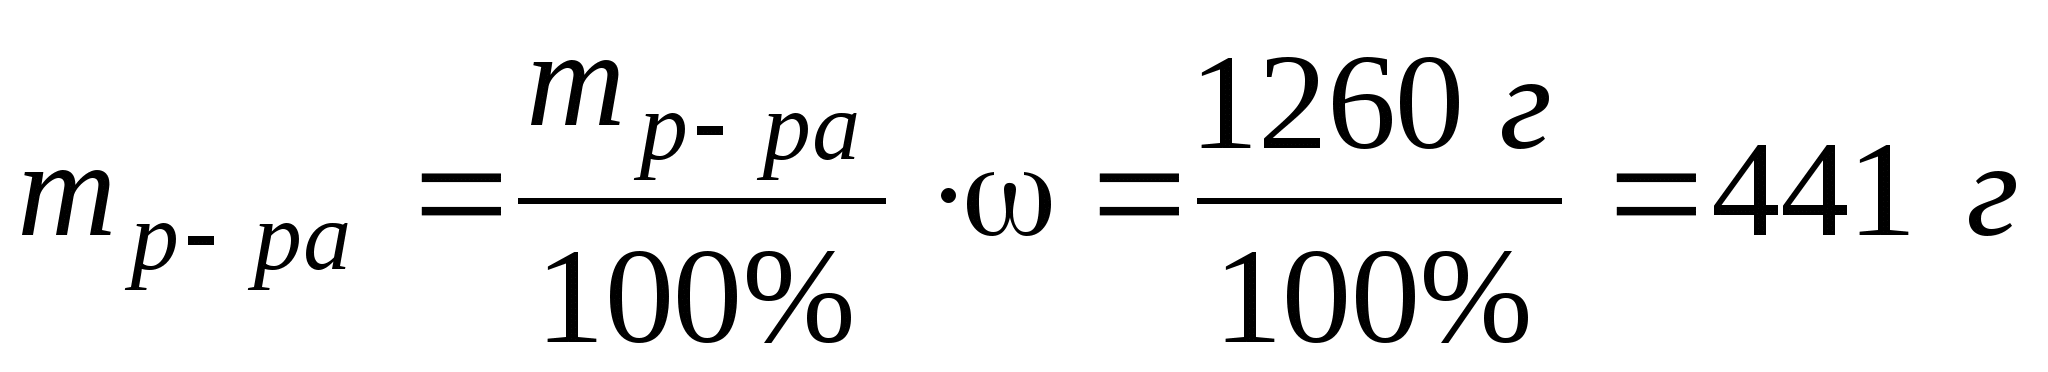 m р- ра = m р- ра / 100% · ω = 1260 г / 100% = 441 г